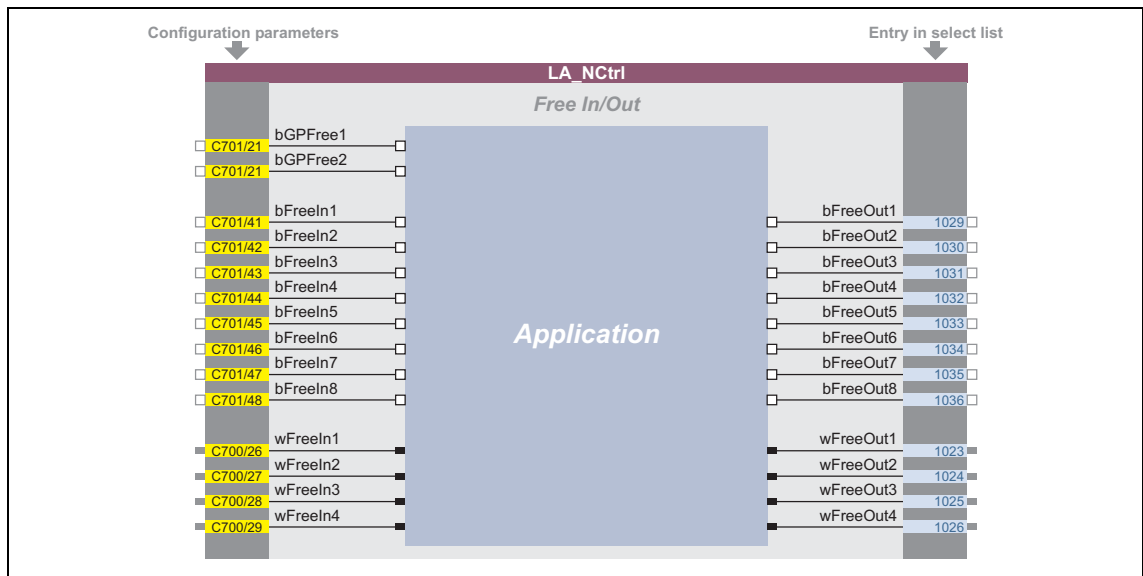 Configuration parameters Entry in select list
LA_NCtrl
Free In/Out
bGPFree1
C701/21
bGPFree2
C701/21
bFreeIn1 bFreeOut1
C701/41 1029
bFreeIn2 bFreeOut2
C701/42 1030
bFreeIn3 bFreeOut3
C701/43 1031
bFreeIn4 bFreeOut4
C701/44 1032
bFreeIn5 bFreeOut5
C701/45 1033
bFreeIn6 bFreeOut6
C701/46 1034
bFreeIn7 bFreeOut7
C701/47 1035
bFreeIn8 bFreeOut8
C701/48 1036
Application
wFreeIn1 wFreeOut1
C700/26 1023
wFreeIn2 wFreeOut2
C700/27 1024
wFreeIn3 wFreeOut3
C700/28 1025
wFreeIn4 wFreeOut4
C700/29 1026